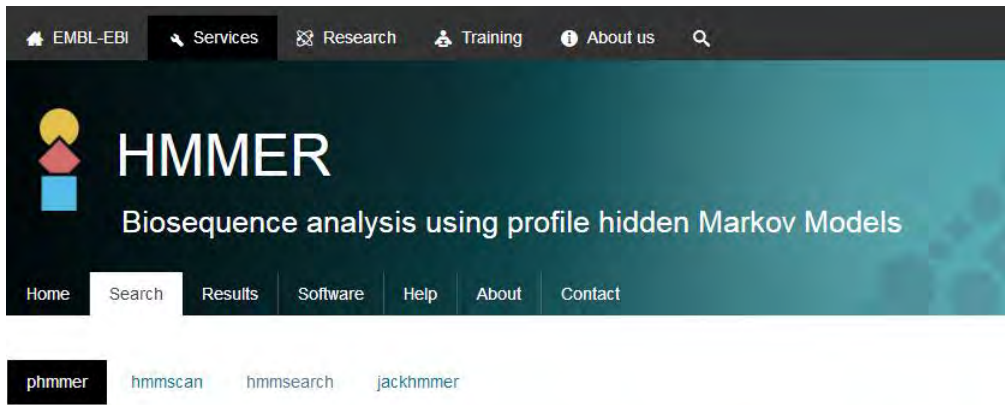 EMBL-EBI Services Research Training About us
HMMER
Biosequence analysis using profile hidden Markov Models
Home Search Results Software Help About Contact
phmmer hmmscan hmmsearch jackhmmer